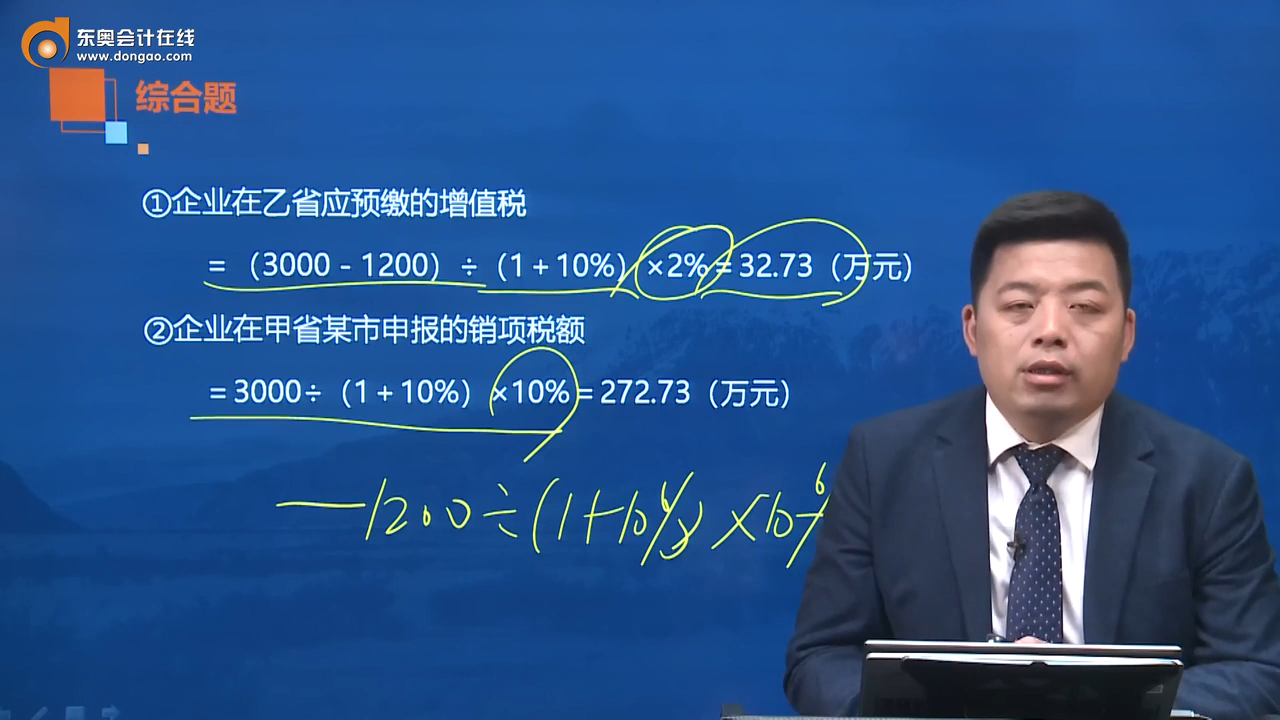 东奥会计在线
www.dongao.com
综合题
①企业在乙省应预缴的增值税
=（3000－1200）÷（1＋10%）×2%=32.73（万元）
②企业在甲省某市申报的销项税额
=3000÷（1＋10%）×10%=272.73（万元）
—1200÷(1+10%)×10%